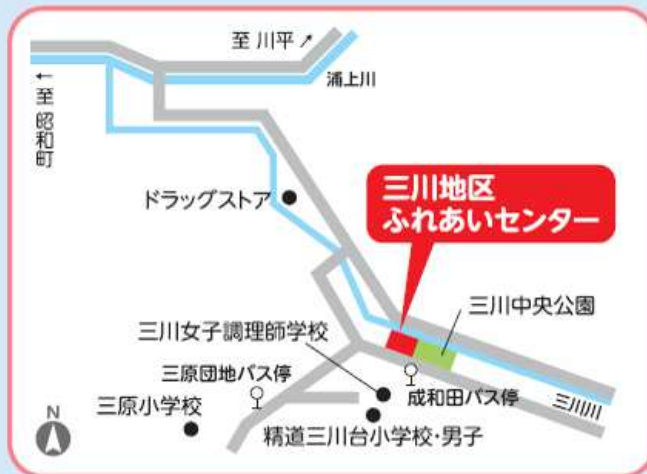 至 川平
浦上川
← 至 昭和町
ドラッグストア
三川地区
ふれあいセンター
三川中央公園
三川女子調理師学校
三原団地バス停
成和田バス停
三川川
三原小学校
精道三川台小学校・男子
N